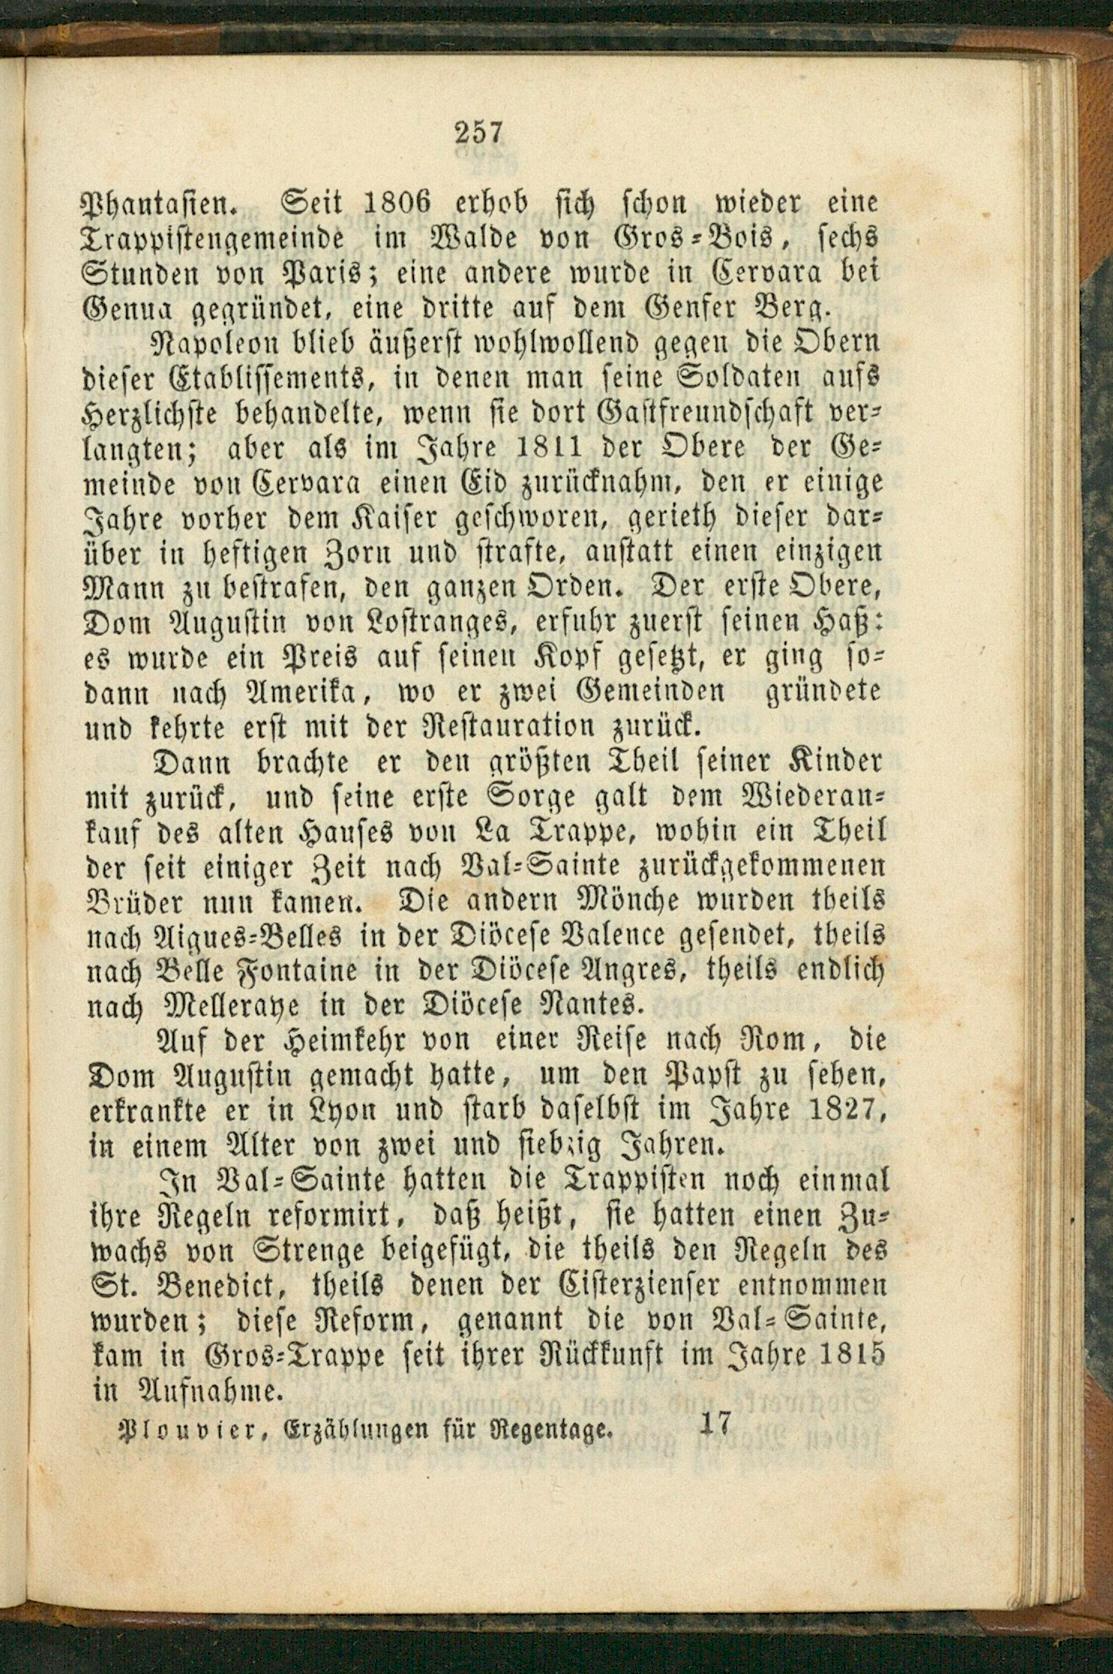 257
Phantasien. Seit 1806 erhob sich schon wieder eine
Trappistengemeinde im Walde von Gros-Bois, sechs
Stunden von Paris; eine andere wurde in Cervara bei
Genua gegründet, eine dritte auf dem Genfer Berg.
Napoleon blieb äußerst wohlwollend gegen die Obern
dieser Etablissements, in denen man seine Soldaten aufs
Herzlichste behandelte, wenn sie dort Gastfreundschaft ver-
langten; aber als im Jahre 1811 der Obere der Ge-
meinde von Cervara einen Eid zurücknahm, den er einige
Jahre vorher dem Kaiser geschworen, gerieth dieser dar-
über in heftigen Zorn und strafte, anstatt einen einzigen
Mann zu bestrafen, den ganzen Orden. Der erste Obere,
Dom Augustin von Lostranges, erfuhr zuerst seinen Haß:
es wurde ein Preis auf seinen Kopf gesetzt, er ging so-
dann nach Amerika, wo er zwei Gemeinden gründete
und kehrte erst mit der Restauration zurück.
Dann brachte er den größten Theil seiner Kinder
mit zurück, und seine erste Sorge galt dem Wiederan-
kauf des alten Hauses von La Trappe, wohin ein Theil
der seit einiger Zeit nach Val-Sainte zurückgekommenen
Brüder nun kamen. Die andern Mönche wurden theils
nach Aigues-Belles in der Diöcese Valence gesendet, theils
nach Belle Fontaine in der Diöcese Angres, theils endlich
nach Melleraye in der Diöcese Nantes.
Auf der Heimkehr von einer Reise nach Rom, die
Dom Augustin gemacht hatte, um den Papst zu sehen,
erkrankte er in Lyon und starb daselbst im Jahre 1827,
in einem Alter von zwei und siebzig Jahren.
In Val-Sainte hatten die Trappisten noch einmal
ihre Regeln reformirt, daß heißt, sie hatten einen Zu-
wachs von Strenge beigefügt, die theils den Regeln des
St. Benedict, theils denen der Cisterzienser entnommen
wurden; diese Reform, genannt die von Val-Sainte,
kam in Gros-Trappe seit ihrer Rückkunft im Jahre 1815
in Aufnahme.
Plouvier, Erzählungen für Regentage. 17